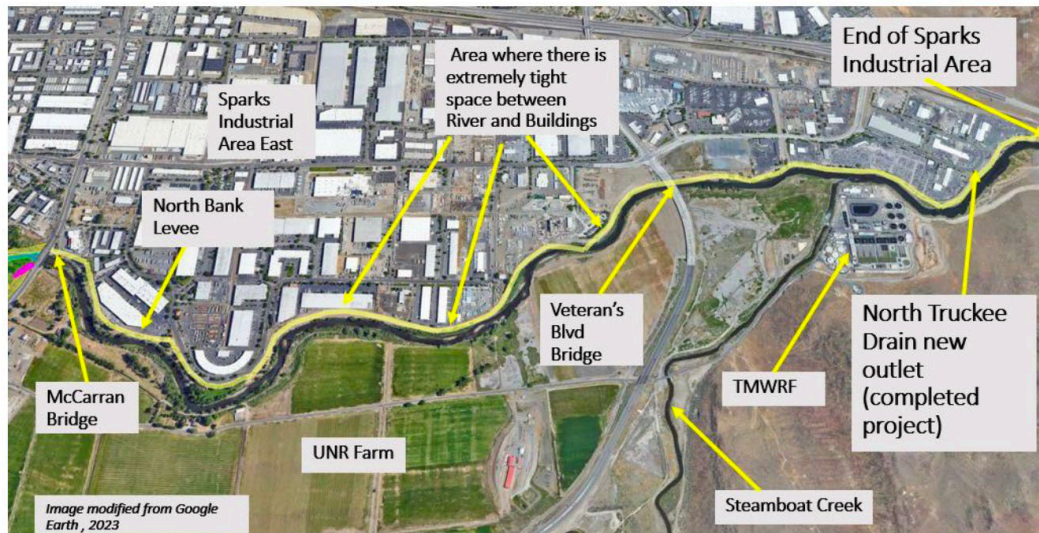 Area where there is
extremely tight
space between
River and Buildings
End of Sparks
Industrial Area
Sparks
Industrial
Area East
North Bank
Levee
McCarran
Bridge
UNR Farm
Veteran's
Blvd
Bridge
TMWRF
North Truckee
Drain new
outlet
(completed
project)
Steamboat Creek
Image modified from Google
Earth , 2023